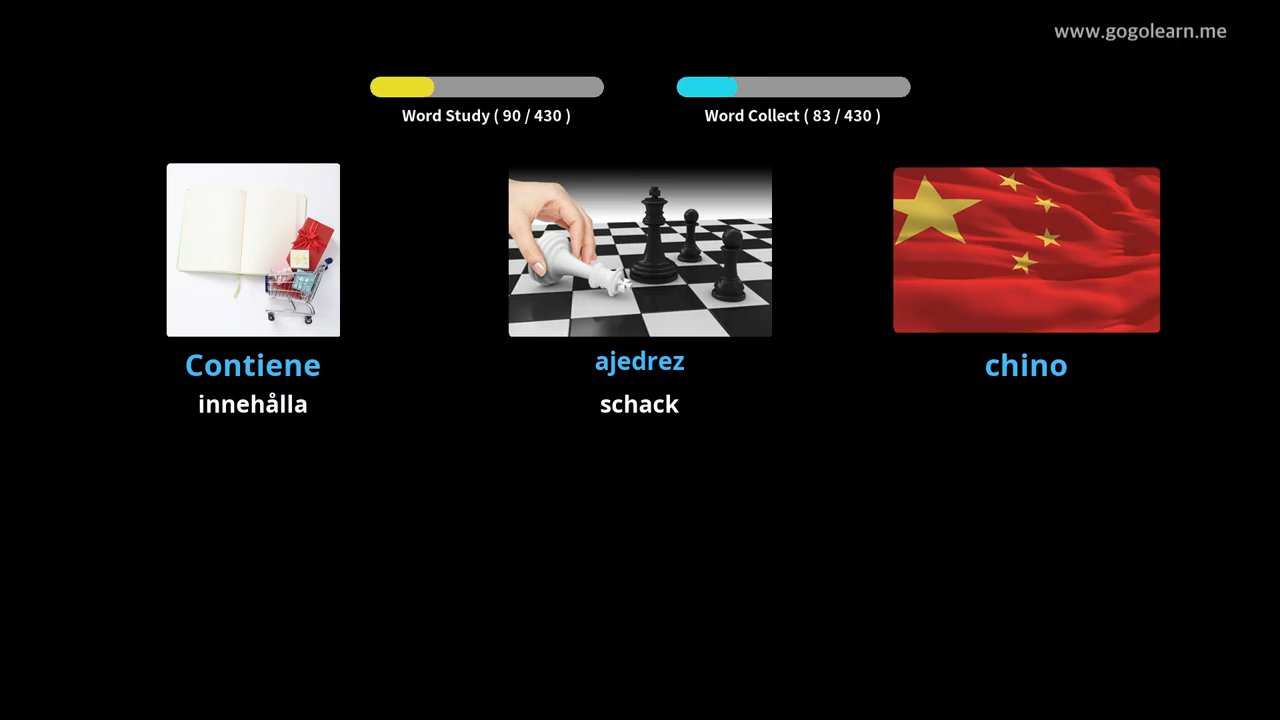 www.gogolearn.me
Word Study ( 90 / 430 )
Word Collect ( 83 / 430 )
Contiene
innehålla
ajedrez
schack
chino